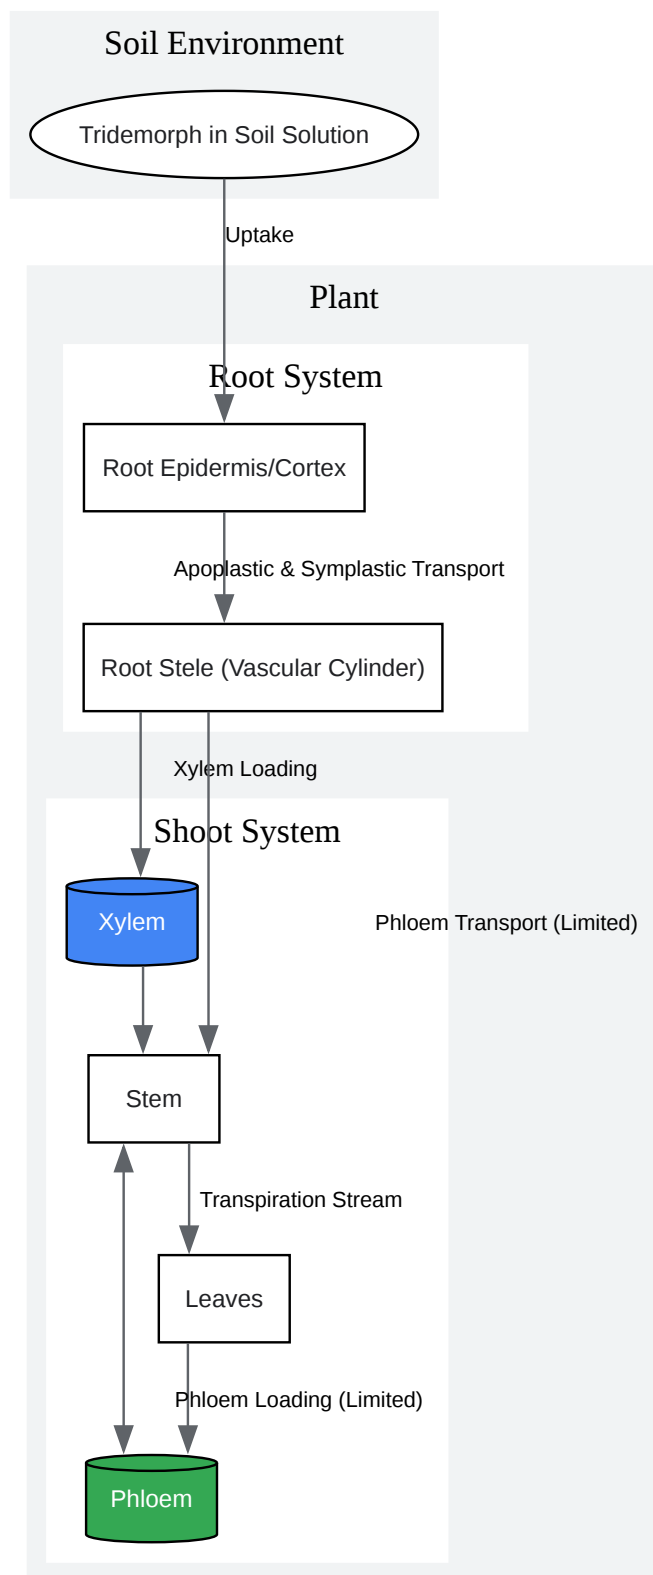 Soil Environment
Tridemorph in Soil Solution
Uptake
Plant
Root System
Root Epidermis/Cortex
Apoplastic & Symplastic Transport
Root Stele (Vascular Cylinder)
Xylem Loading
Shoot System
Xylem
Phloem Transport (Limited)
Stem
Transpiration Stream
Leaves
Phloem Loading (Limited)
Phloem